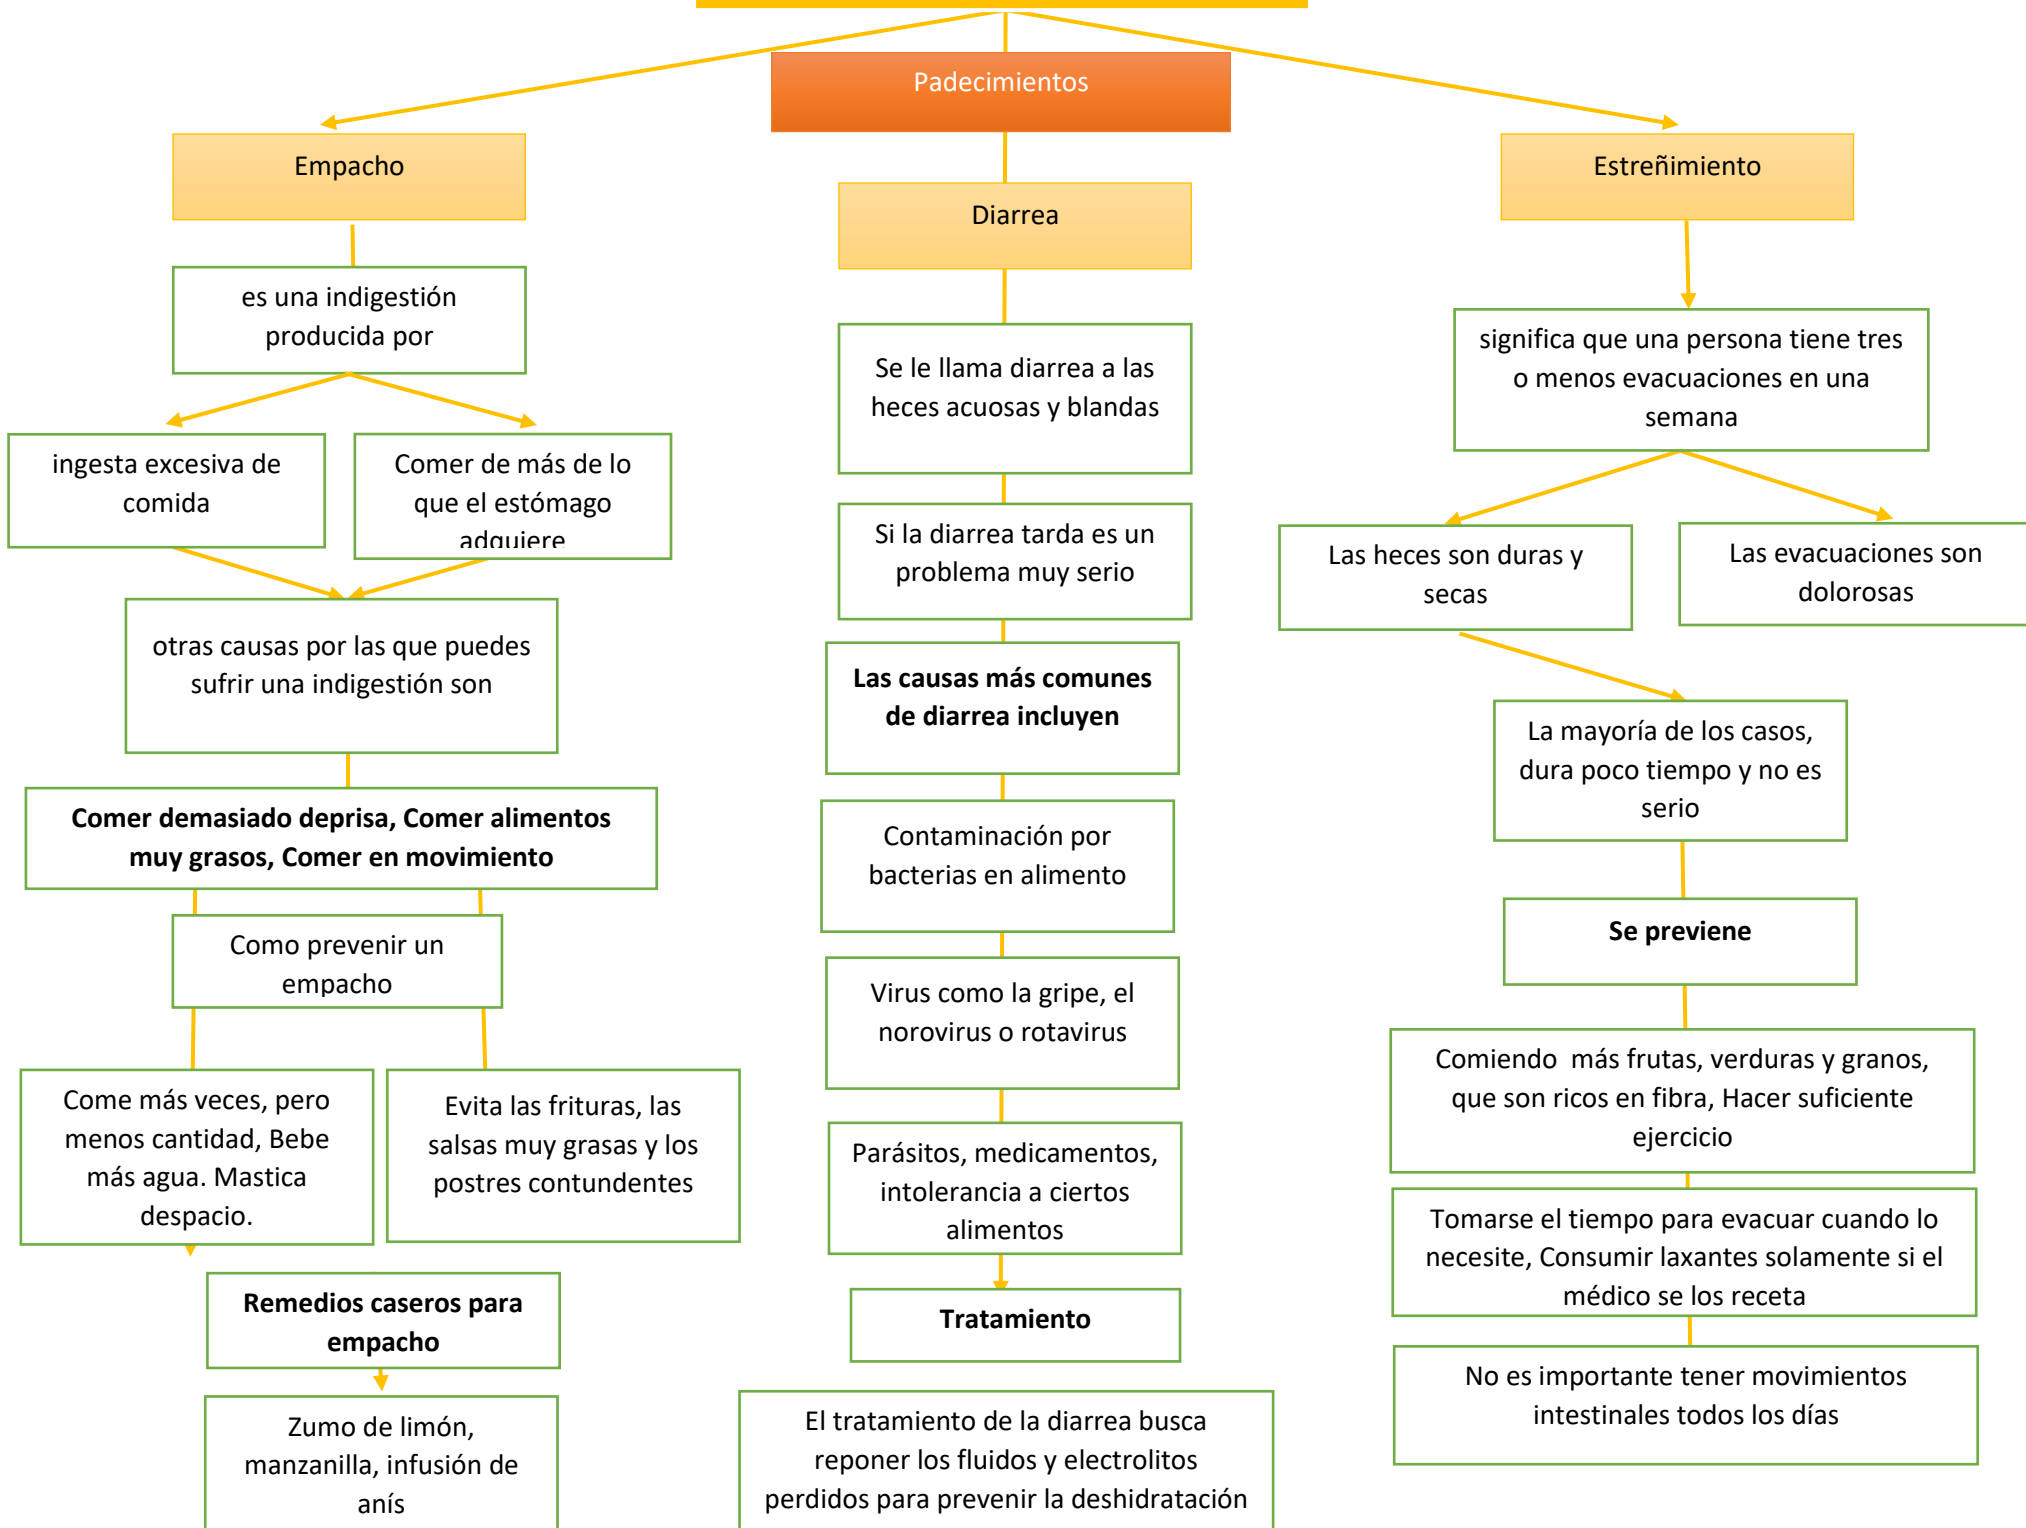 Padecimientos
Empacho
es una indigestión
producida por
ingesta excesiva de
comida
Comer de más de lo
que el estómago
adquiere
otras causas por las que puedes
sufrir una indigestión son
Comer demasiado deprisa, Comer alimentos
muy grasos, Comer en movimiento
Como prevenir un
empacho
Come más veces, pero
menos cantidad, Bebe
más agua. Mastica
despacio.
Evita las frituras, las
salsas muy grasas y los
postres contundentes
Remedios caseros para
empacho
Zumo de limón,
manzanilla, infusión de
anís
Diarrea
Se le llama diarrea a las
heces acuosas y blandas
Si la diarrea tarda es un
problema muy serio
Las causas más comunes
de diarrea incluyen
Contaminación por
bacterias en alimento
Virus como la gripe, el
norovirus o rotavirus
Parásitos, medicamentos,
intolerancia a ciertos
alimentos
Tratamiento
El tratamiento de la diarrea busca
reponer los fluidos y electrolitos
perdidos para prevenir la deshidratación
Estreñimiento
significa que una persona tiene tres
o menos evacuaciones en una
semana
Las heces son duras y
secas
Las evacuaciones son
dolorosas
La mayoría de los casos,
dura poco tiempo y no es
serio
Se previene
Comiendo  más frutas, verduras y granos,
que son ricos en fibra, Hacer suficiente
ejercicio
Tomarse el tiempo para evacuar cuando lo
necesite, Consumir laxantes solamente si el
médico se los receta
No es importante tener movimientos
intestinales todos los días